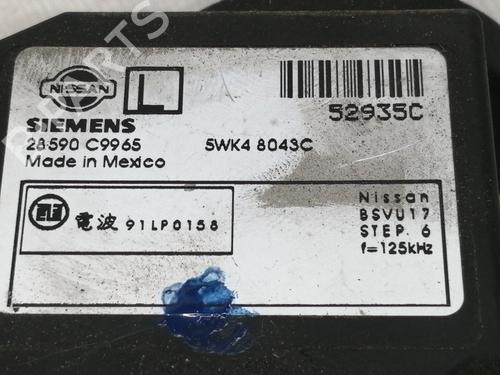 NISSAN
L
52935C
SIEMENS
28590 C9965 5WK4 8043C
Made in Mexico
電波 91LP0158
Nissan
BSVU17
STEP. 6
f=125kHz